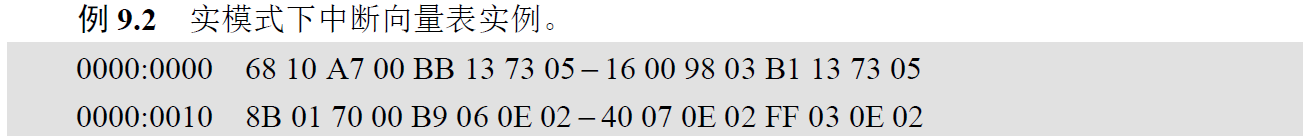 例 9.2 实模式下中断向量表实例。
0000:0000 68 10 A7 00 BB 13 73 05－16 00 98 03 B1 13 73 05
0000:0010 8B 01 70 00 B9 06 0E 02－40 07 0E 02 FF 03 0E 02